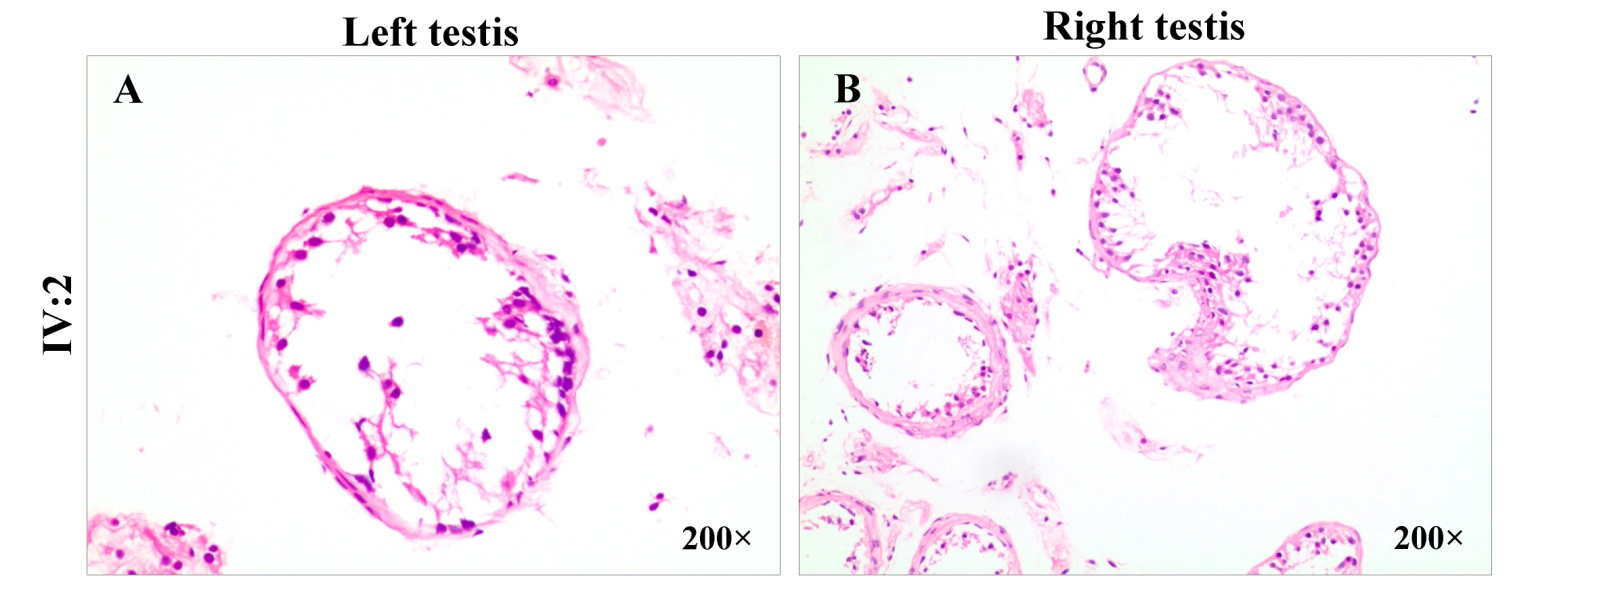 Left testis
Right testis
A
B
IV:2
200×
200×